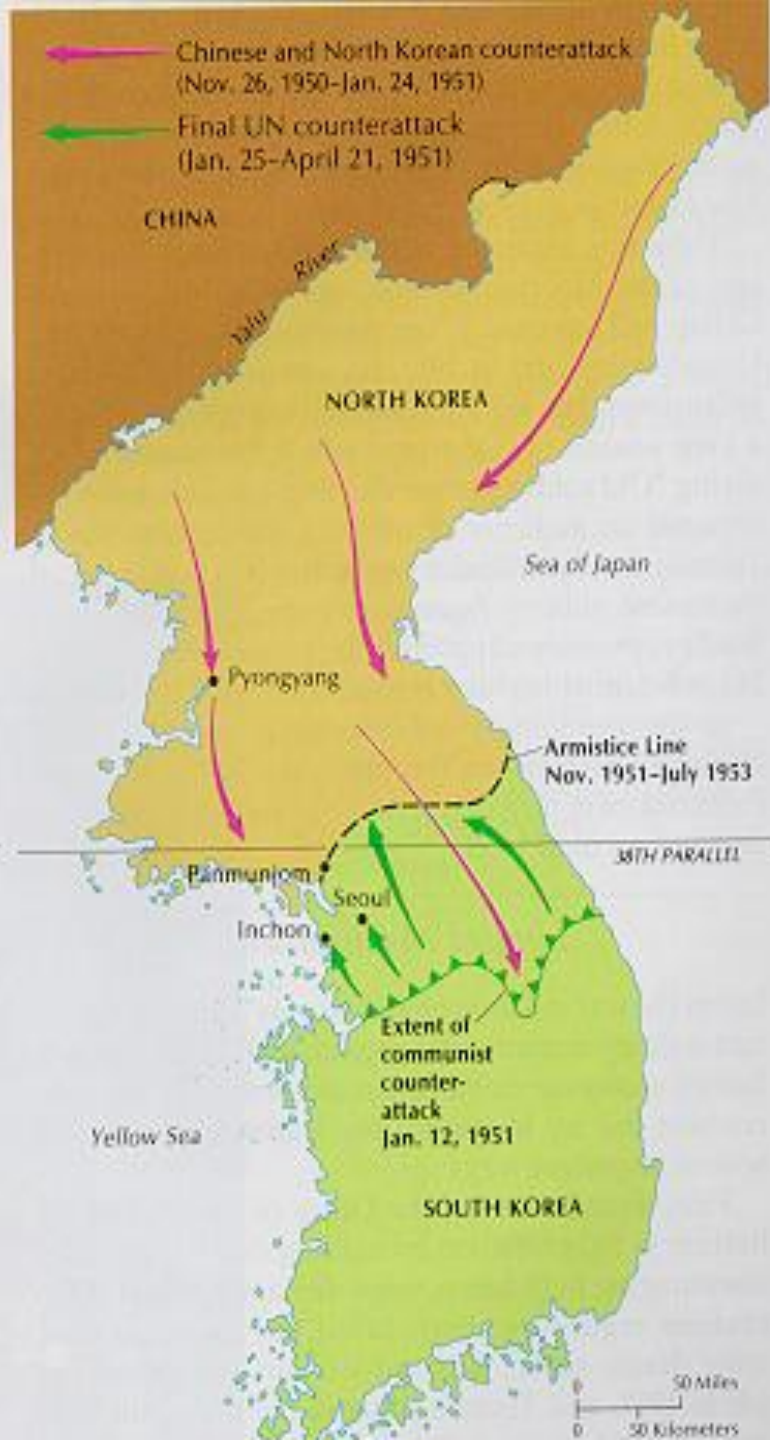 Chinese and North Korean counterattack
(Nov. 26, 1950–Jan. 24, 1951)
Final UN counterattack
(Jan. 25–April 21, 1951)
CHINA
Yalu River
NORTH KOREA
Sea of Japan
Pyongyang
Armistice Line
Nov. 1951–July 1953
38TH PARALLEL
Panmunjom
Seoul
Inchon
Extent of
communist
counter-
attack
Jan. 12, 1951
Yellow Sea
SOUTH KOREA
0 50 Miles
0 50 Kilometers